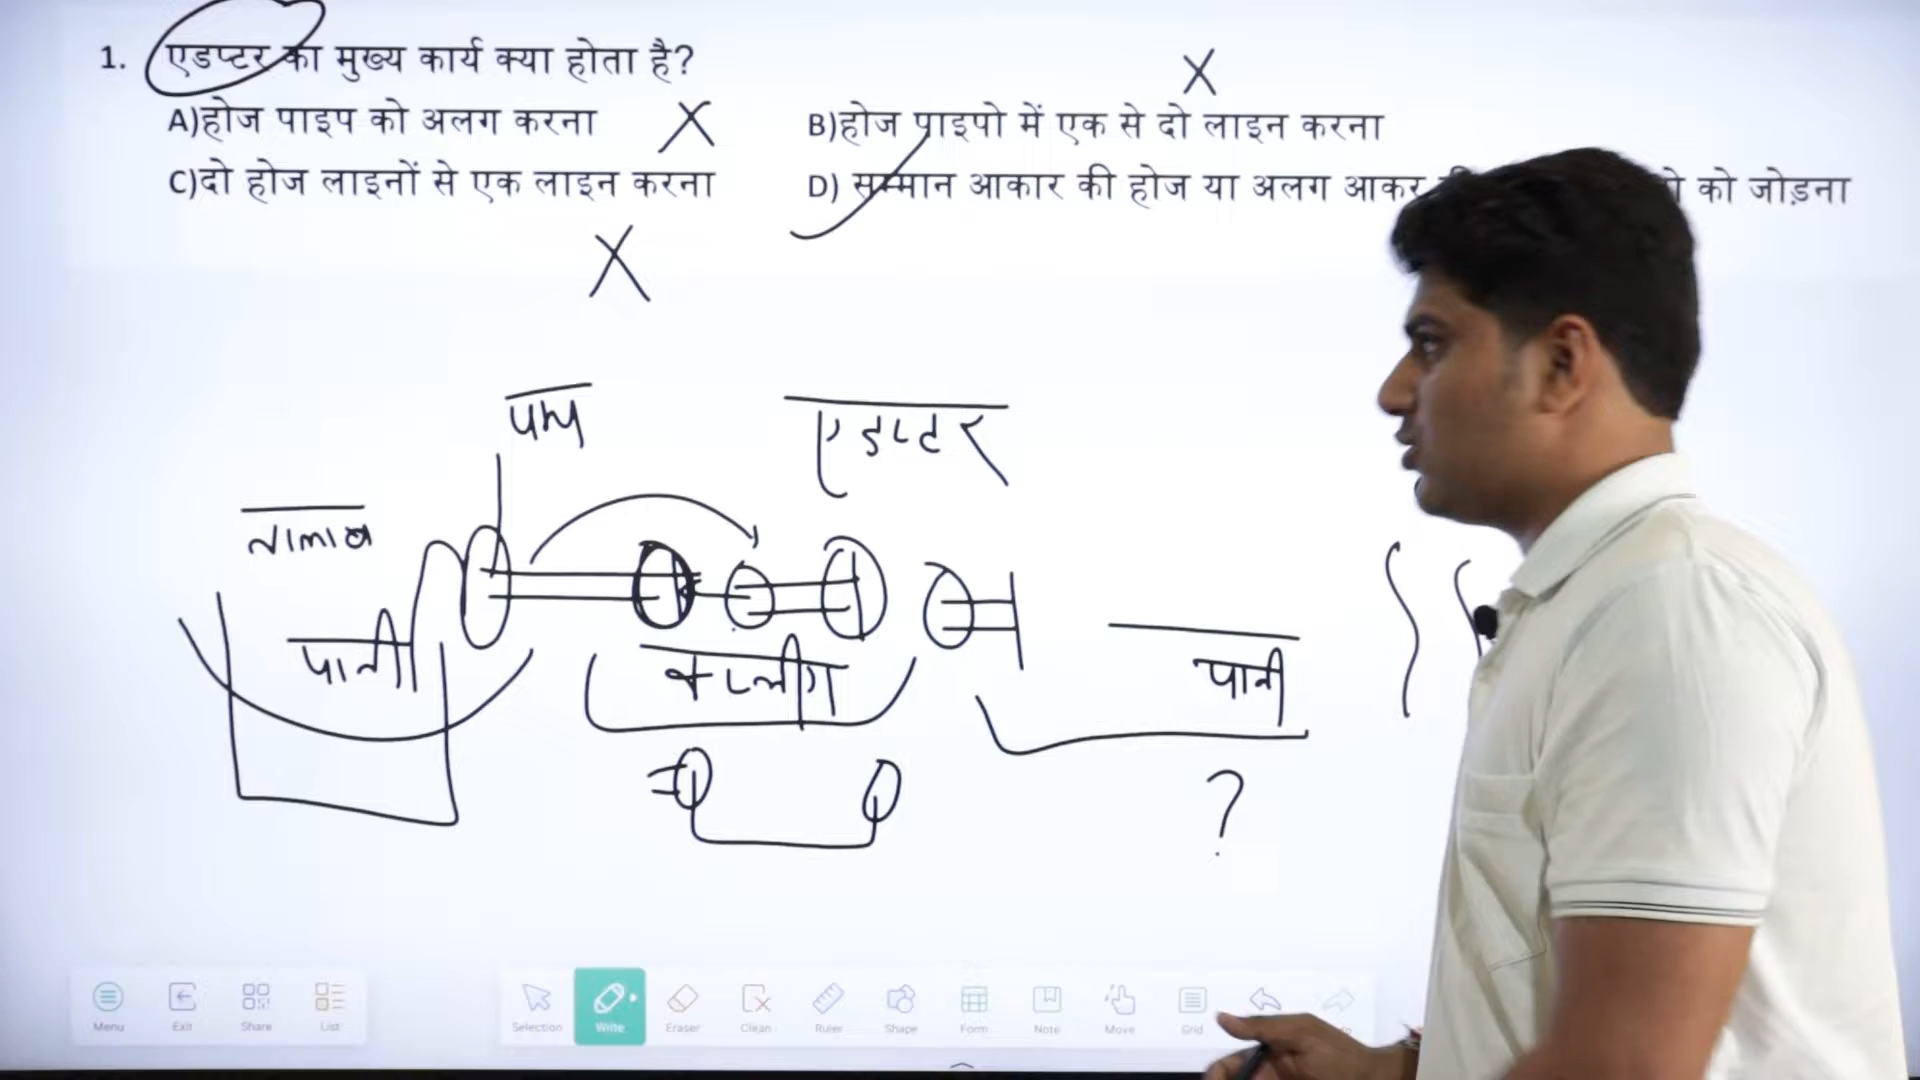 1. एडप्टर का मुख्य कार्य क्या होता है?
A)होज पाइप को अलग करना B)होज पाइपो में एक से दो लाइन करना
C)दो होज लाइनों से एक लाइन करना D) सम्मान आकार की होज या अलग आकर को जोड़ना
पम्प
एडप्टर
तालाब
पानी
कप्लीग
पानी
?
Menu Exit Share List Selection Write Eraser Clean Ruler Shape Form Note Move Grid